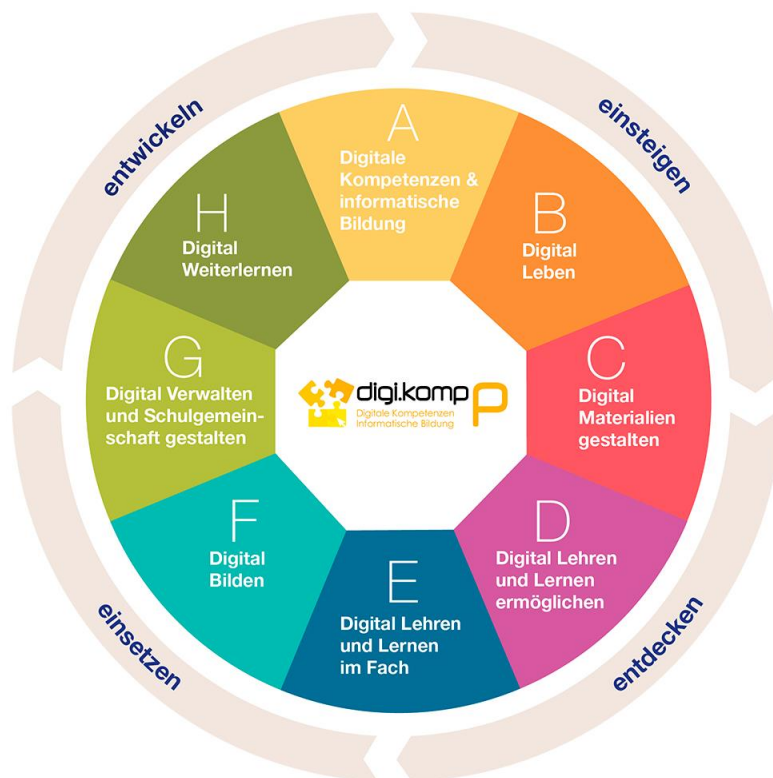 entwickeln
einsteigen
A
Digitale
Kompetenzen &
informatische
Bildung
B
Digital
Leben
C
Digital
Materialien
gestalten
D
Digital Lehren
und Lernen
ermöglichen
E
Digital Lehren
und Lernen
im Fach
F
Digital
Bilden
G
Digital Verwalten
und Schulgemein-
schaft gestalten
H
Digital
Weiterlernen
digi.komp P
Digitale Kompetenzen
Informatische Bildung
einsetzen
entdecken